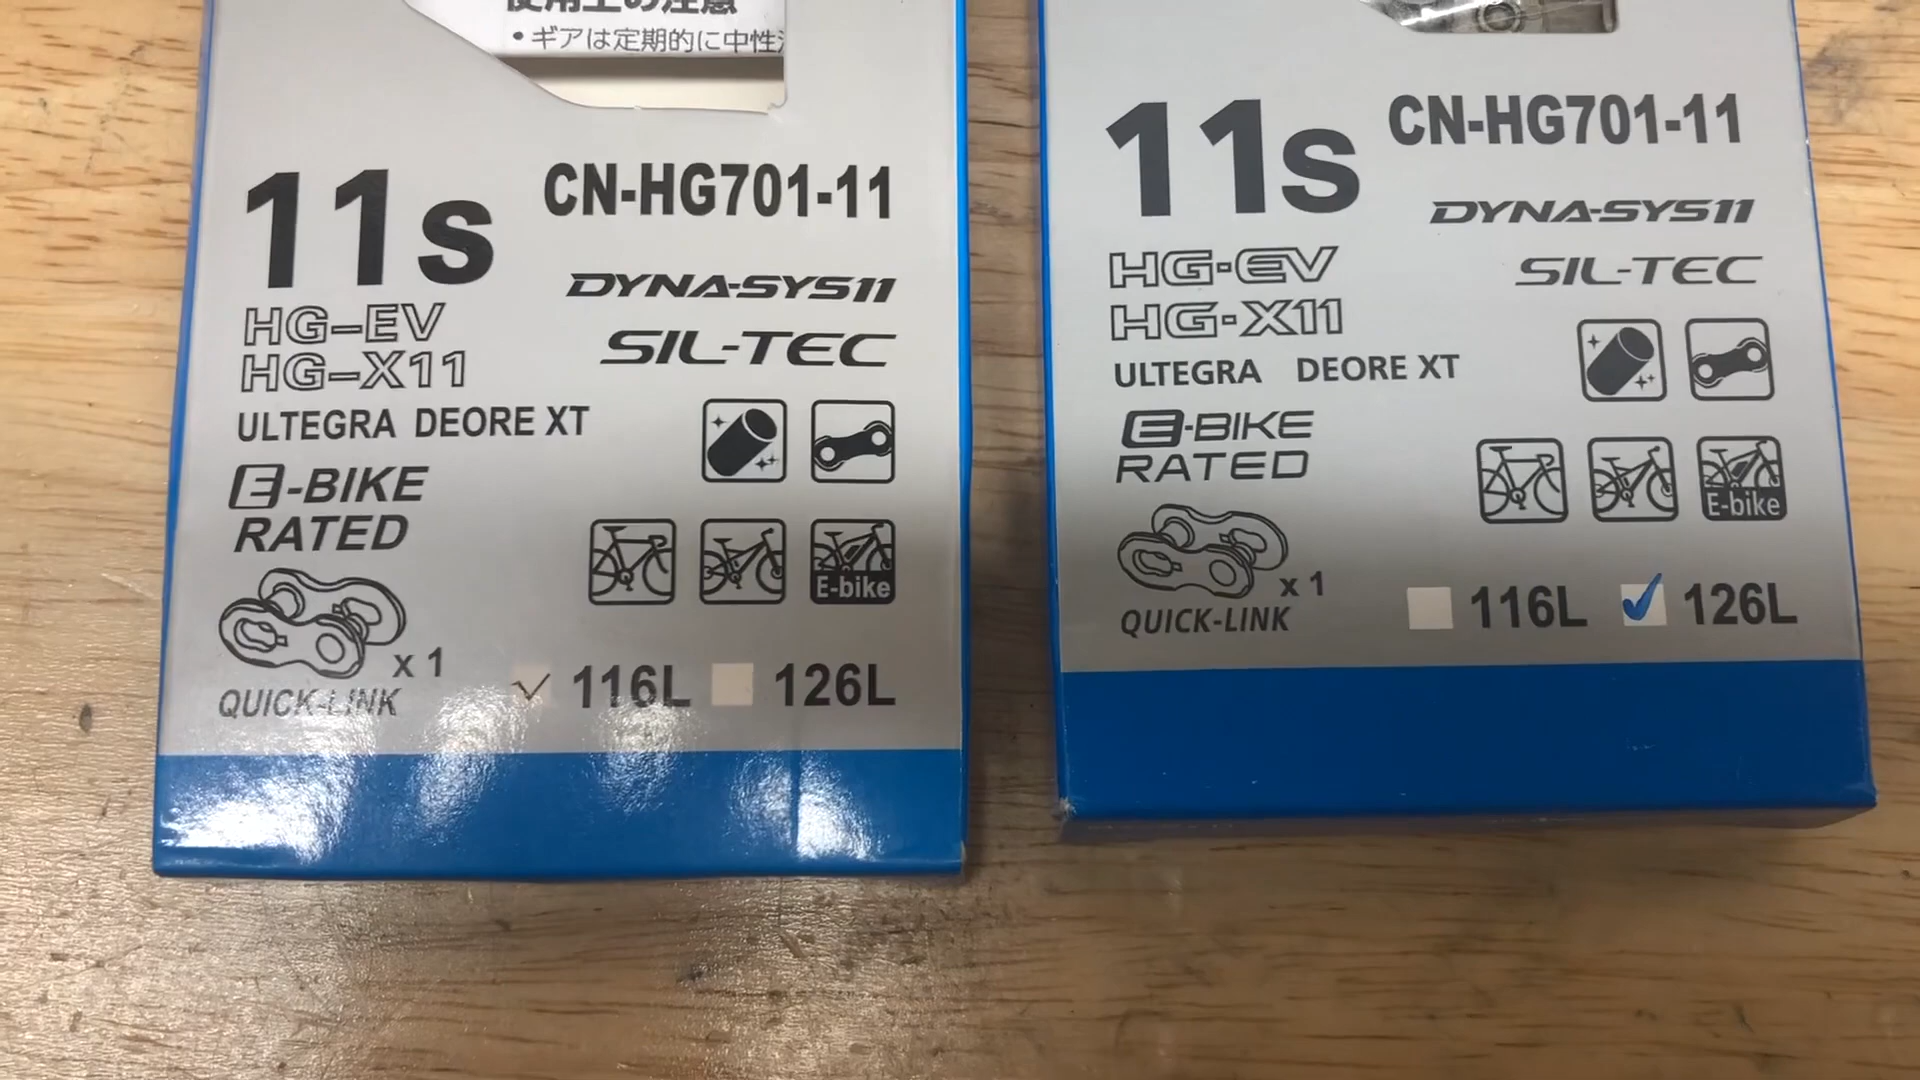 使用上の注意
• ギアは定期的に中性
11s CN-HG701-11
DYNA-SYS11
HG-EV
HG-X11
SIL-TEC
ULTEGRA DEORE XT
E-BIKE
RATED
E-bike
x 1
QUICK-LINK
116L 126L
11s CN-HG701-11
DYNA-SYS11
HG-EV
SIL-TEC
HG-X11
ULTEGRA DEORE XT
E-BIKE
RATED
E-bike
x 1
QUICK-LINK
116L 126L